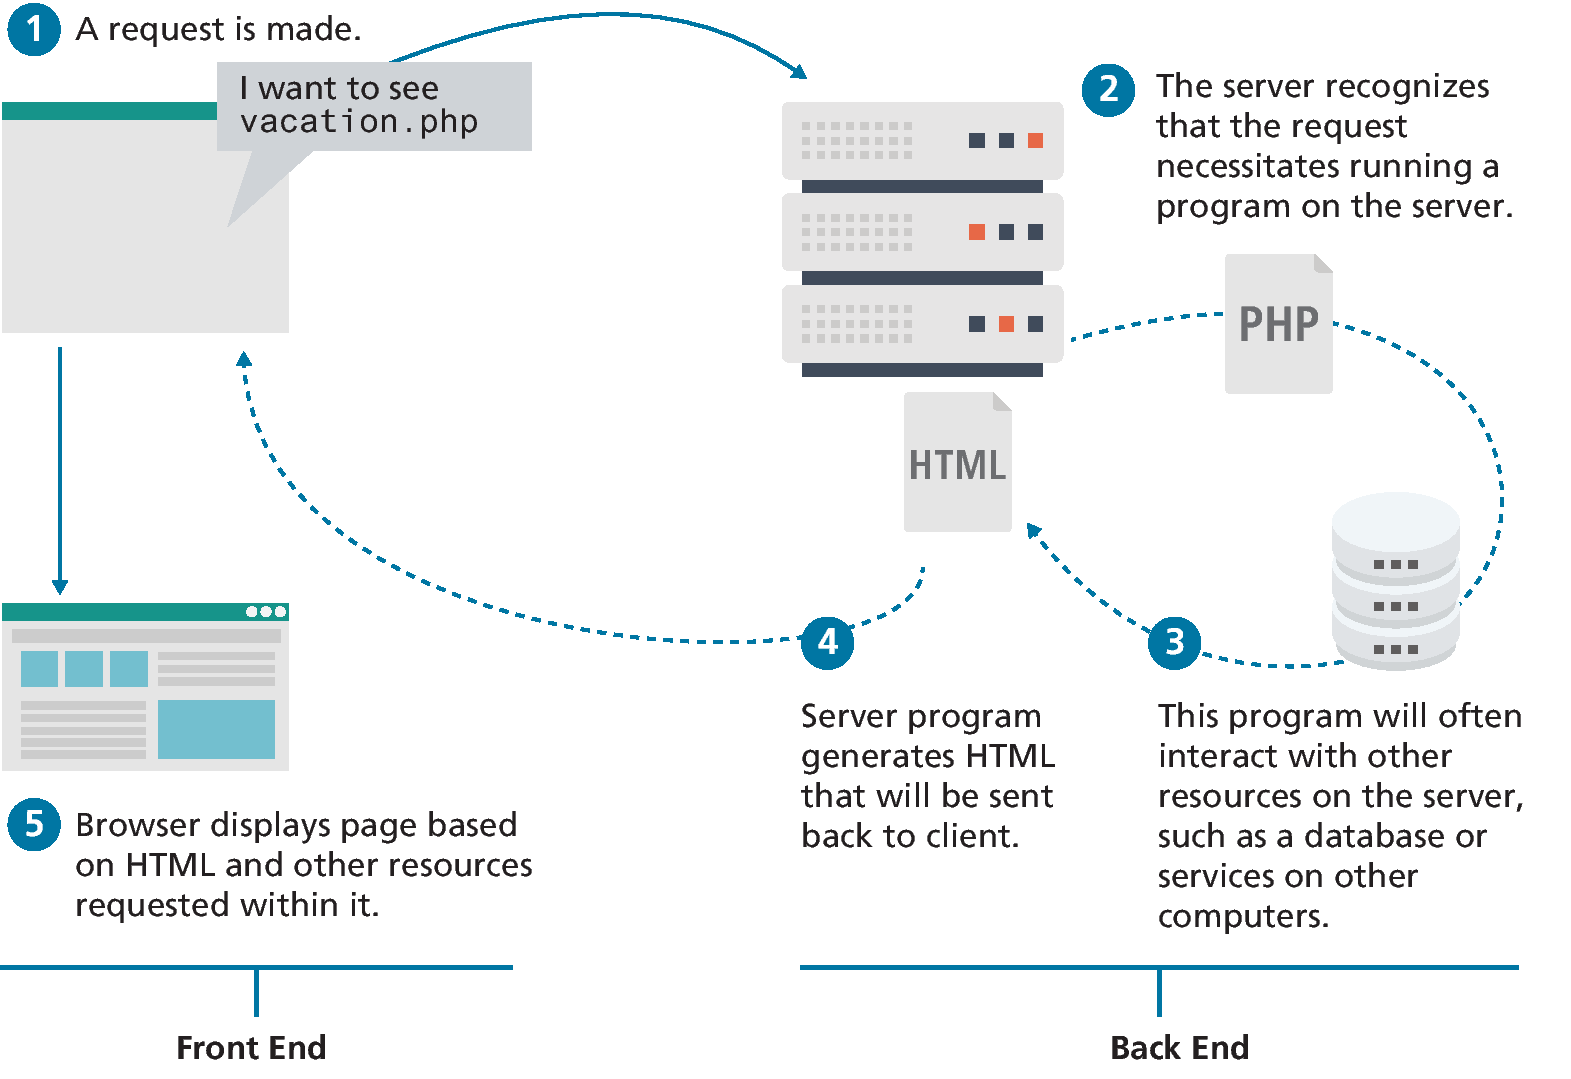 1 A request is made.
I want to see
vacation.php
2 The server recognizes
that the request
necessitates running a
program on the server.
PHP
HTML
3
This program will often
interact with other
resources on the server,
such as a database or
services on other
computers.
4
Server program
generates HTML
that will be sent
back to client.
5 Browser displays page based
on HTML and other resources
requested within it.
Front End
Back End